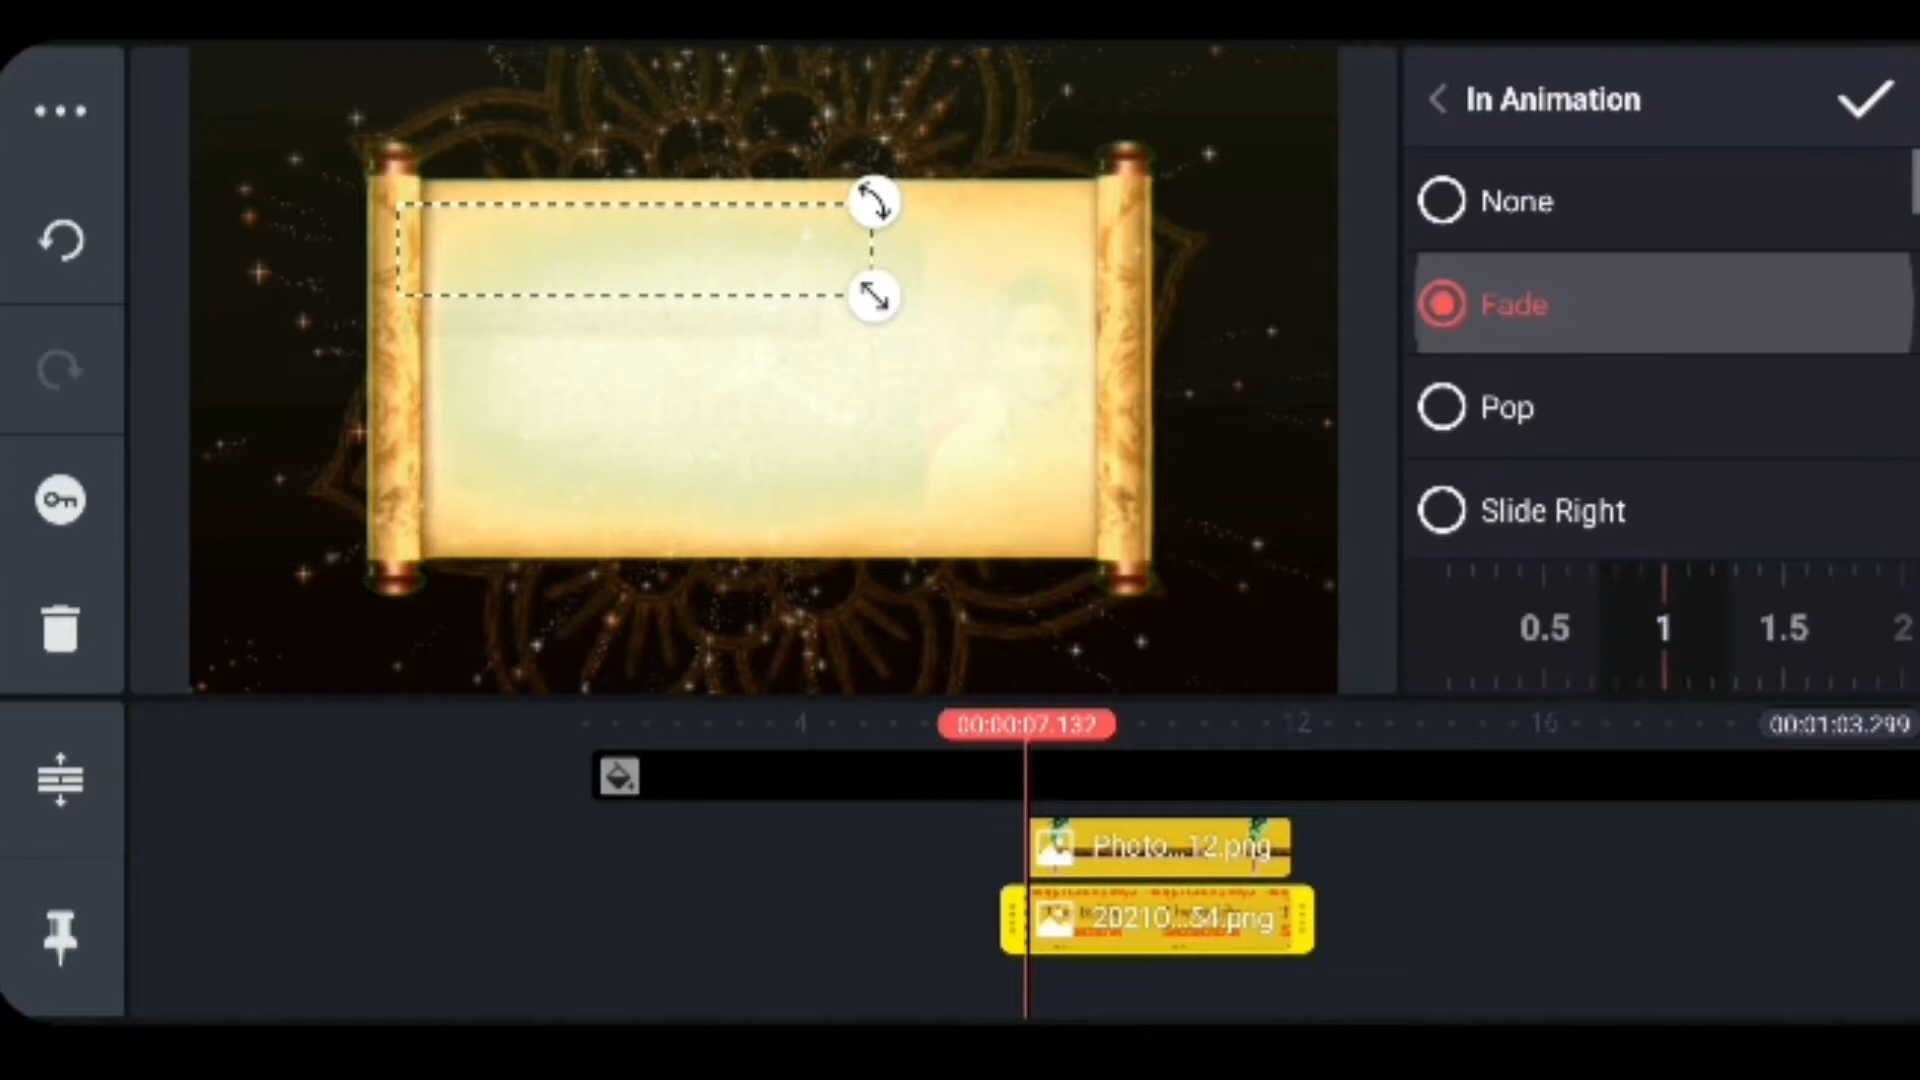 In Animation
None
Fade
Pop
Slide Right
0.5 1 1.5 2
4 00:00:07.132 12 16 00:01:03.299
Photo...12.png
20210...54.png